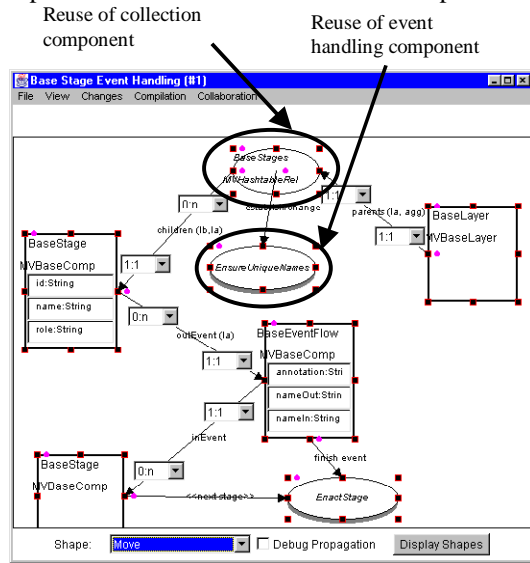 Reuse of collection
component
Reuse of event
handling component
Base Stage Event Handling (#1)
File View Changes Compilation Collaboration
BaseStages
MVHashtableRel
0:n
1:1
parents (la, agg)
children (lb,la)
1:1
BaseLayer
MVBaseLayer
BaseStage
MVBaseComp
id:String
name:String
role:String
1:1
EnsureUniqueNames
0:n
outEvent (la)
BaseEventFlow
MVBaseComp
annotation:Stri
nameOut:Strin
nameIn:String
1:1
1:1
inEvent
finish event
BaseStage
0:n
<<next stage>>
EnactStage
Shape: Move Debug Propagation Display Shapes